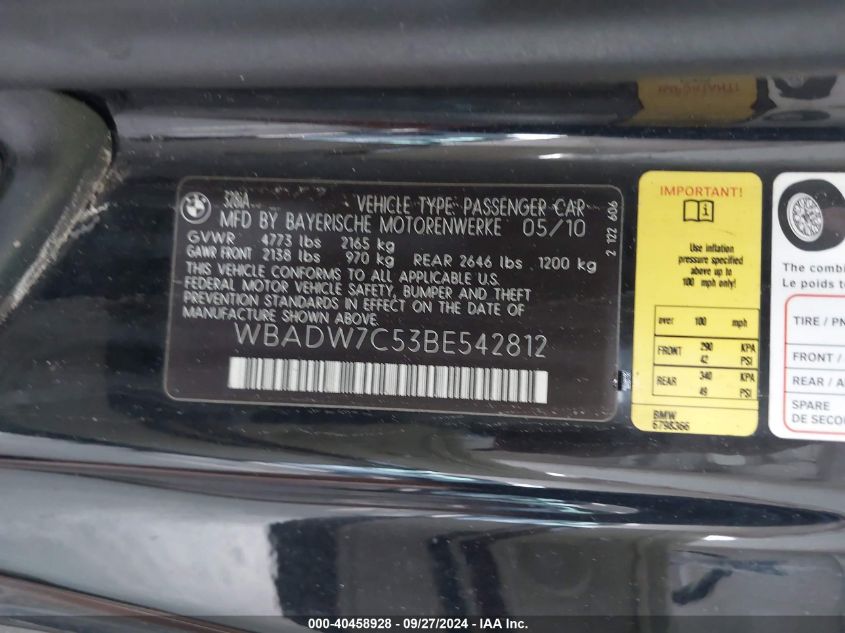 BMW
328iA
VEHICLE TYPE: PASSENGER CAR
MFD BY BAYERISCHE MOTORENWERKE 05/10
GVWR 4773 lbs 2165 kg
GAWR FRONT 2138 lbs 970 kg REAR 2646 lbs 1200 kg
THIS VEHICLE CONFORMS TO ALL APPLICABLE U.S.
FEDERAL MOTOR VEHICLE SAFETY, BUMPER AND THEFT
PREVENTION STANDARDS IN EFFECT ON THE DATE OF
MANUFACTURE SHOWN ABOVE.
WBADW7C53BE542812
2 122 606
IMPORTANT!
Use inflation
pressure specified
above up to
100 mph only!
over 100 mph
FRONT 290 KPA
42 PSI
REAR 340 KPA
49 PSI
BMW
6798366
The combi
Le poids t
TIRE / PN
FRONT /
REAR / A
SPARE
DE SECOU
000-40458928 - 09/27/2024 - IAA Inc.